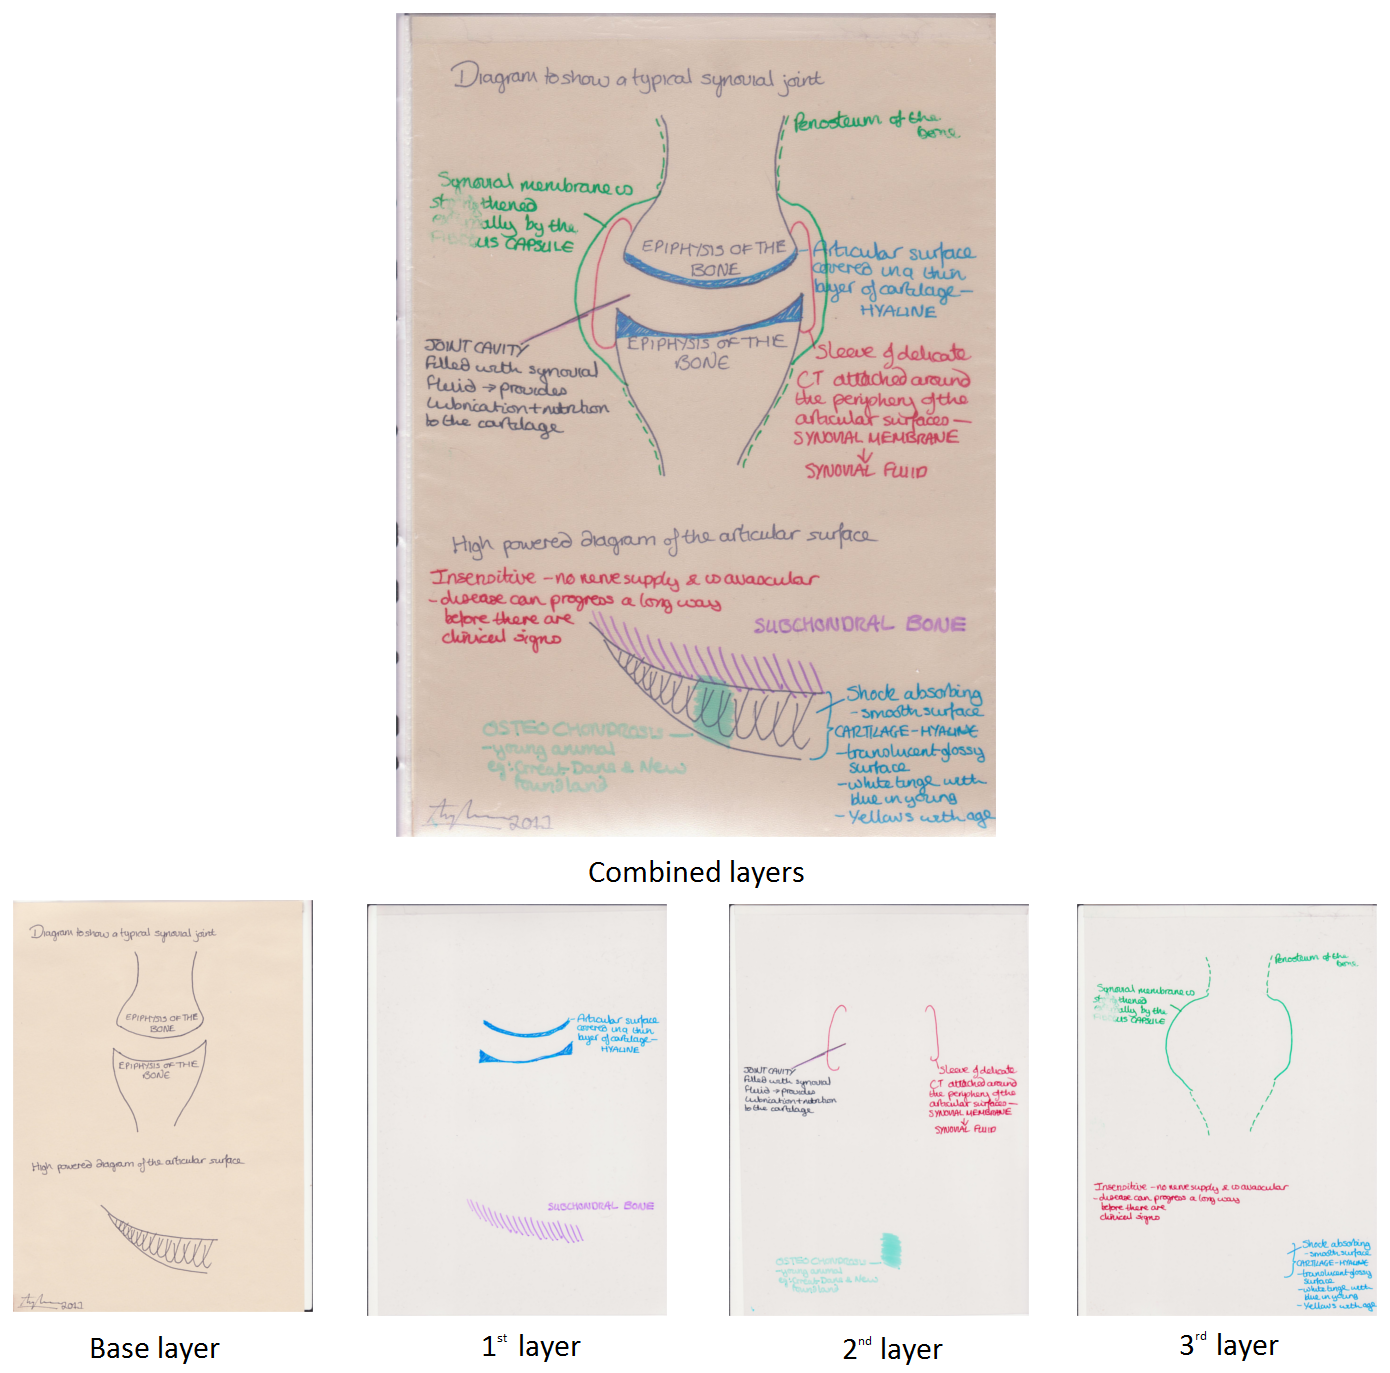 Diagram to show a typical synovial joint
Periosteum of the
bone
Synovial membrane is
strengthened
ally by the
FIBROUS CAPSULE
EPIPHYSIS OF THE
BONE
Articular surface
covered in a thin
layer of cartilage -
HYALINE
EPIPHYSIS OF THE
BONE
JOINT CAVITY
filled with synovial
fluid → provides
lubrication + nutrition
to the cartilage
Sleeve of delicate
CT attached around
the periphery of the
articular surfaces -
SYNOVIAL MEMBRANE
↓
SYNOVIAL FLUID
High powered diagram of the articular surface
Insensitive - no nerve supply & is avascular
- disease can progress a long way
before there are
clinical signs
SUBCHONDRAL BONE
Shock absorbing
- smooth surface
CARTILAGE - HYALINE
- translucent glossy
surface
- white tinge with
blue in young
- Yellows with age
OSTEOCHONDROSIS
- young animal
eg: Great Dane & New
foundland
2011
Combined layers
Diagram to show a typical synovial joint
EPIPHYSIS OF THE
BONE
EPIPHYSIS OF THE
BONE
High powered diagram of the articular surface
2011
Base layer
Articular surface
covered in a thin
layer of cartilage -
HYALINE
SUBCHONDRAL BONE
1st layer
JOINT CAVITY
filled with synovial
fluid → provides
lubrication + nutrition
to the cartilage
Sleeve of delicate
CT attached around
the periphery of the
articular surfaces -
SYNOVIAL MEMBRANE
↓
SYNOVIAL FLUID
OSTEOCHONDROSIS
- young animal
eg: Great Dane & New
foundland
2nd layer
Periosteum of the
bone
Synovial membrane is
strengthened
ally by the
FIBROUS CAPSULE
Insensitive - no nerve supply & is avascular
- disease can progress a long way
before there are
clinical signs
Shock absorbing
- smooth surface
CARTILAGE - HYALINE
- translucent glossy
surface
- white tinge with
blue in young
- Yellows with age
3rd layer